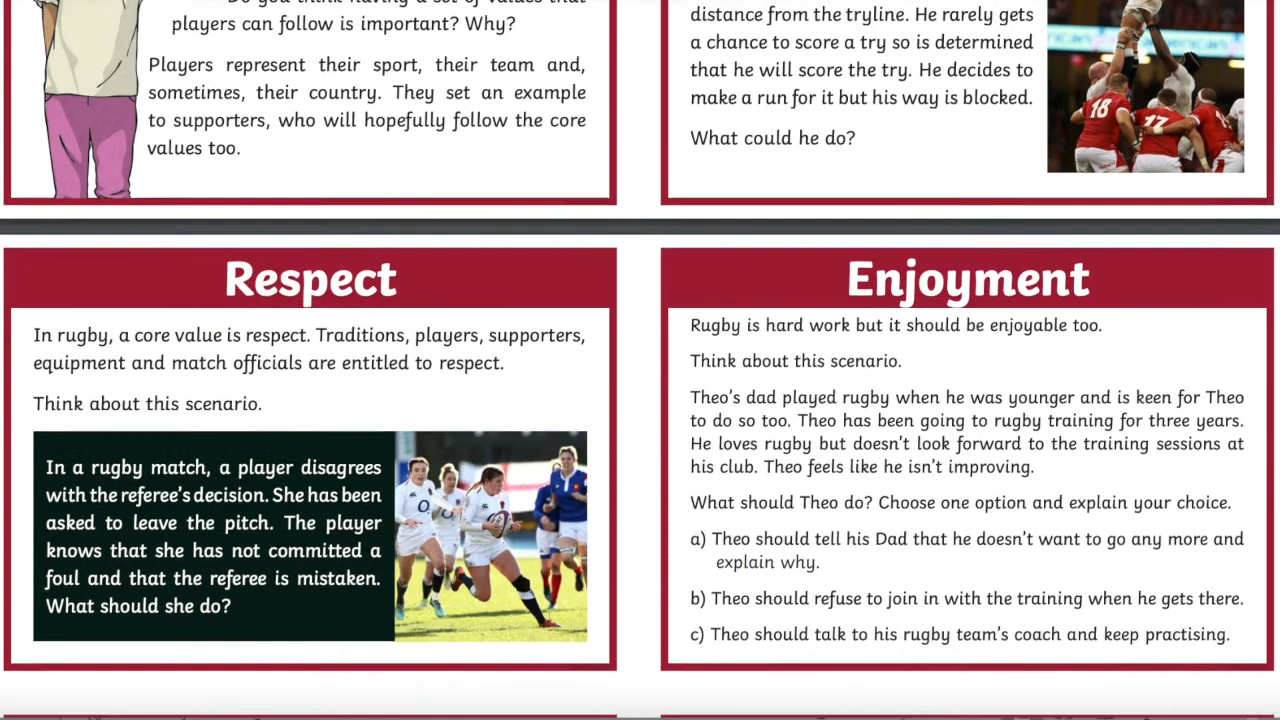 Do you think having a set of values that
players can follow is important? Why?
Players represent their sport, their team and,
sometimes, their country. They set an example
to supporters, who will hopefully follow the core
values too.
distance from the tryline. He rarely gets
a chance to score a try so is determined
that he will score the try. He decides to
make a run for it but his way is blocked.
What could he do?
18
17
Respect
In rugby, a core value is respect. Traditions, players, supporters,
equipment and match officials are entitled to respect.
Think about this scenario.
In a rugby match, a player disagrees
with the referee's decision. She has been
asked to leave the pitch. The player
knows that she has not committed a
foul and that the referee is mistaken.
What should she do?
Enjoyment
Rugby is hard work but it should be enjoyable too.
Think about this scenario.
Theo's dad played rugby when he was younger and is keen for Theo
to do so too. Theo has been going to rugby training for three years.
He loves rugby but doesn't look forward to the training sessions at
his club. Theo feels like he isn't improving.
What should Theo do? Choose one option and explain your choice.
a) Theo should tell his Dad that he doesn't want to go any more and
explain why.
b) Theo should refuse to join in with the training when he gets there.
c) Theo should talk to his rugby team's coach and keep practising.